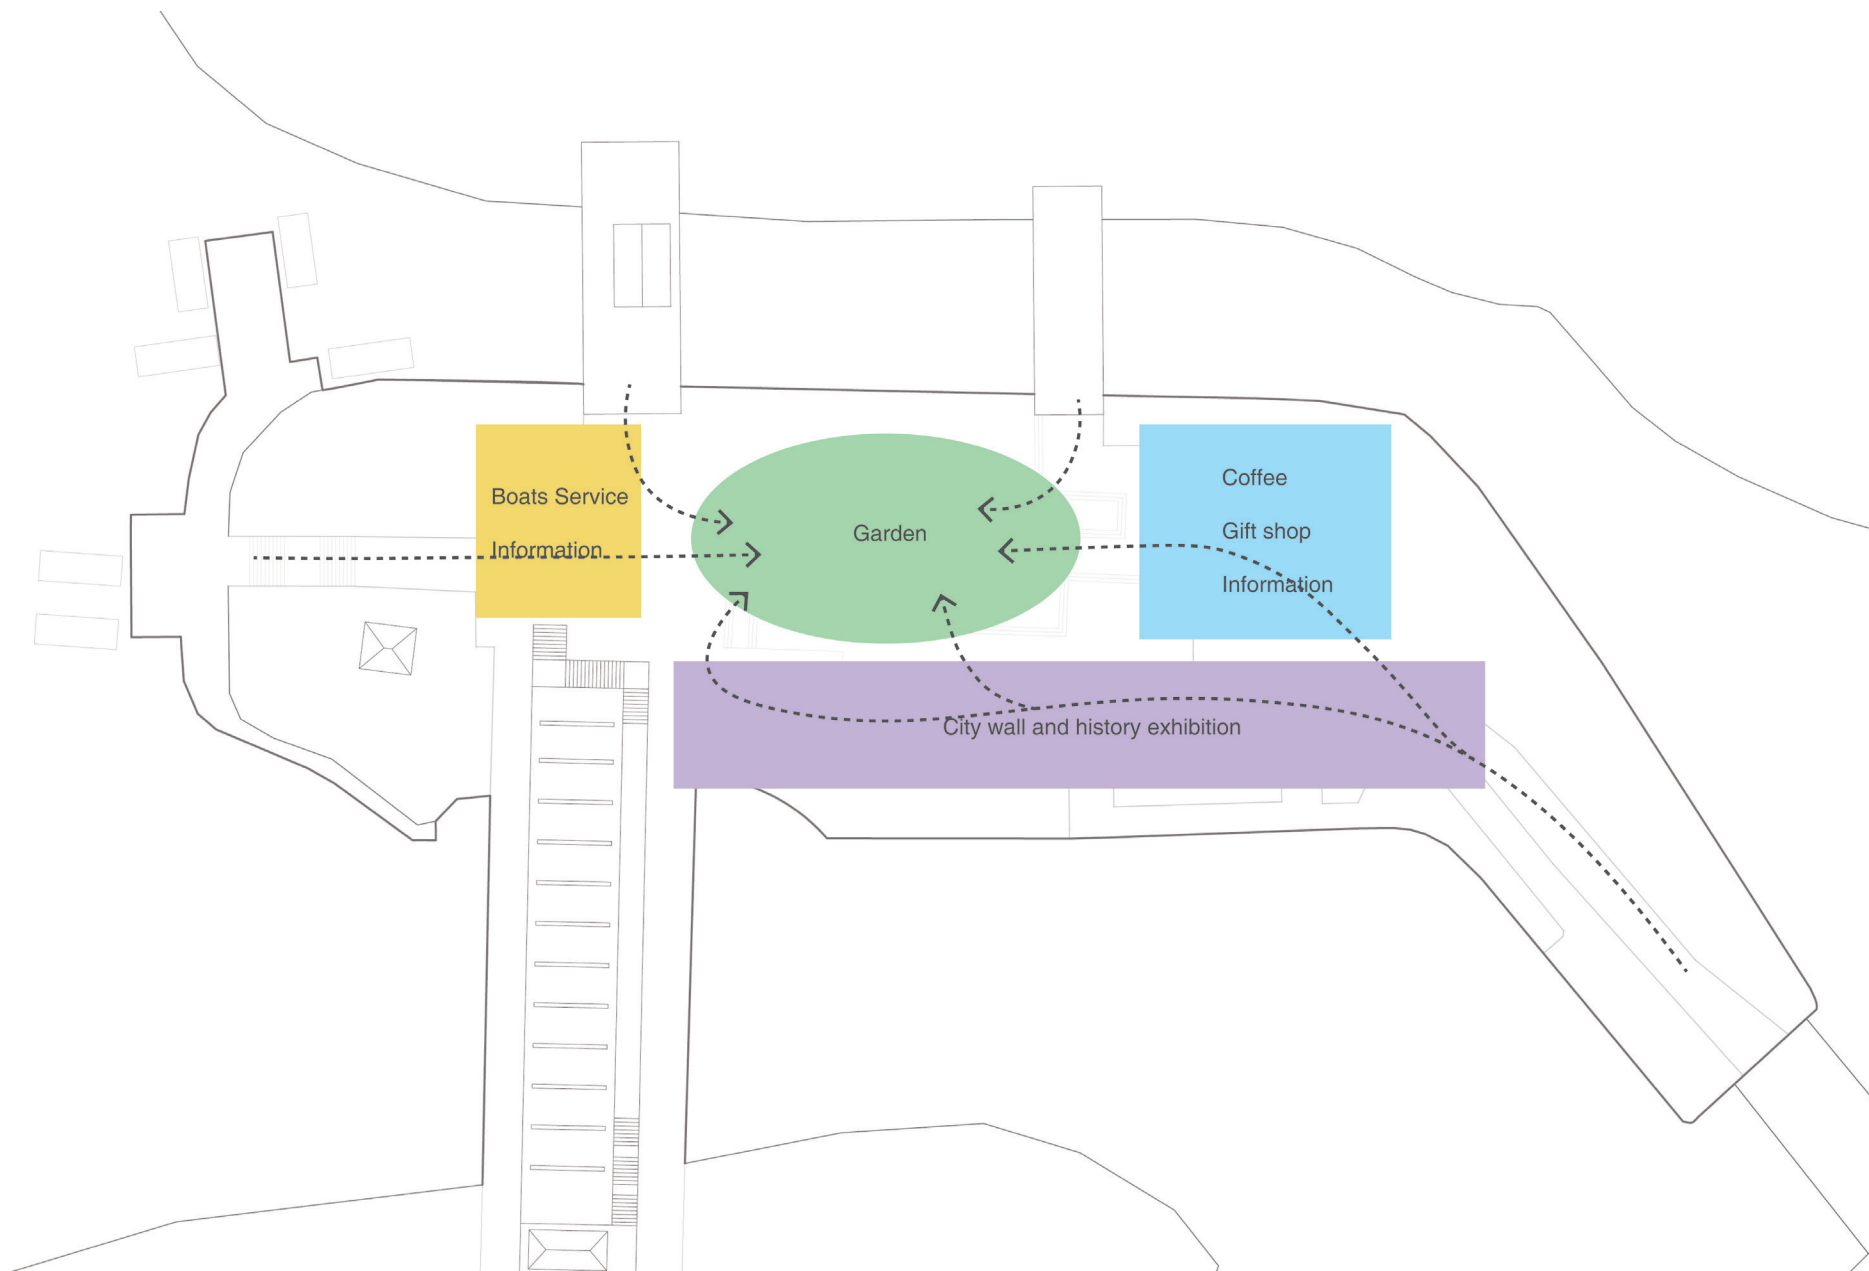 Boats Service
Information
Garden
Coffee
Gift shop
Information
City wall and history exhibition